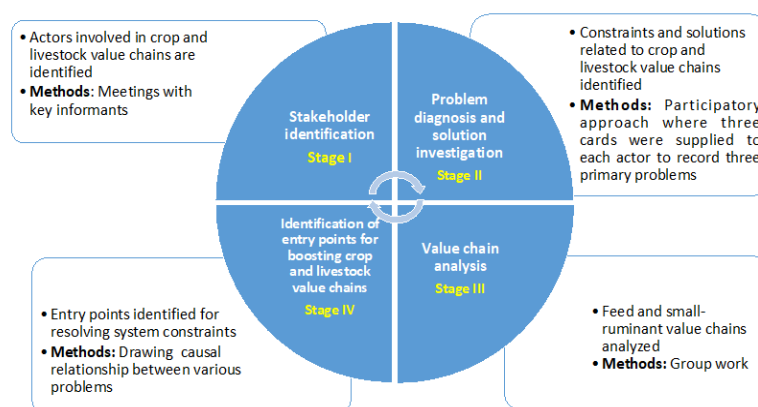 • Actors involved in crop and
livestock value chains are
identified
• Methods: Meetings with
key informants
• Constraints and solutions
related to crop and
livestock value chains
identified
• Methods: Participatory
approach where three
cards were supplied to
each actor to record three
primary problems
Stakeholder
identification
Stage I
Problem
diagnosis and
solution
investigation
Stage II
Identification of
entry points for
boosting crop
and livestock
value chains
Stage IV
Value chain
analysis
Stage III
• Entry points identified for
resolving system constraints
• Methods: Drawing causal
relationship between various
problems
• Feed and small-
ruminant value chains
analyzed
• Methods: Group work